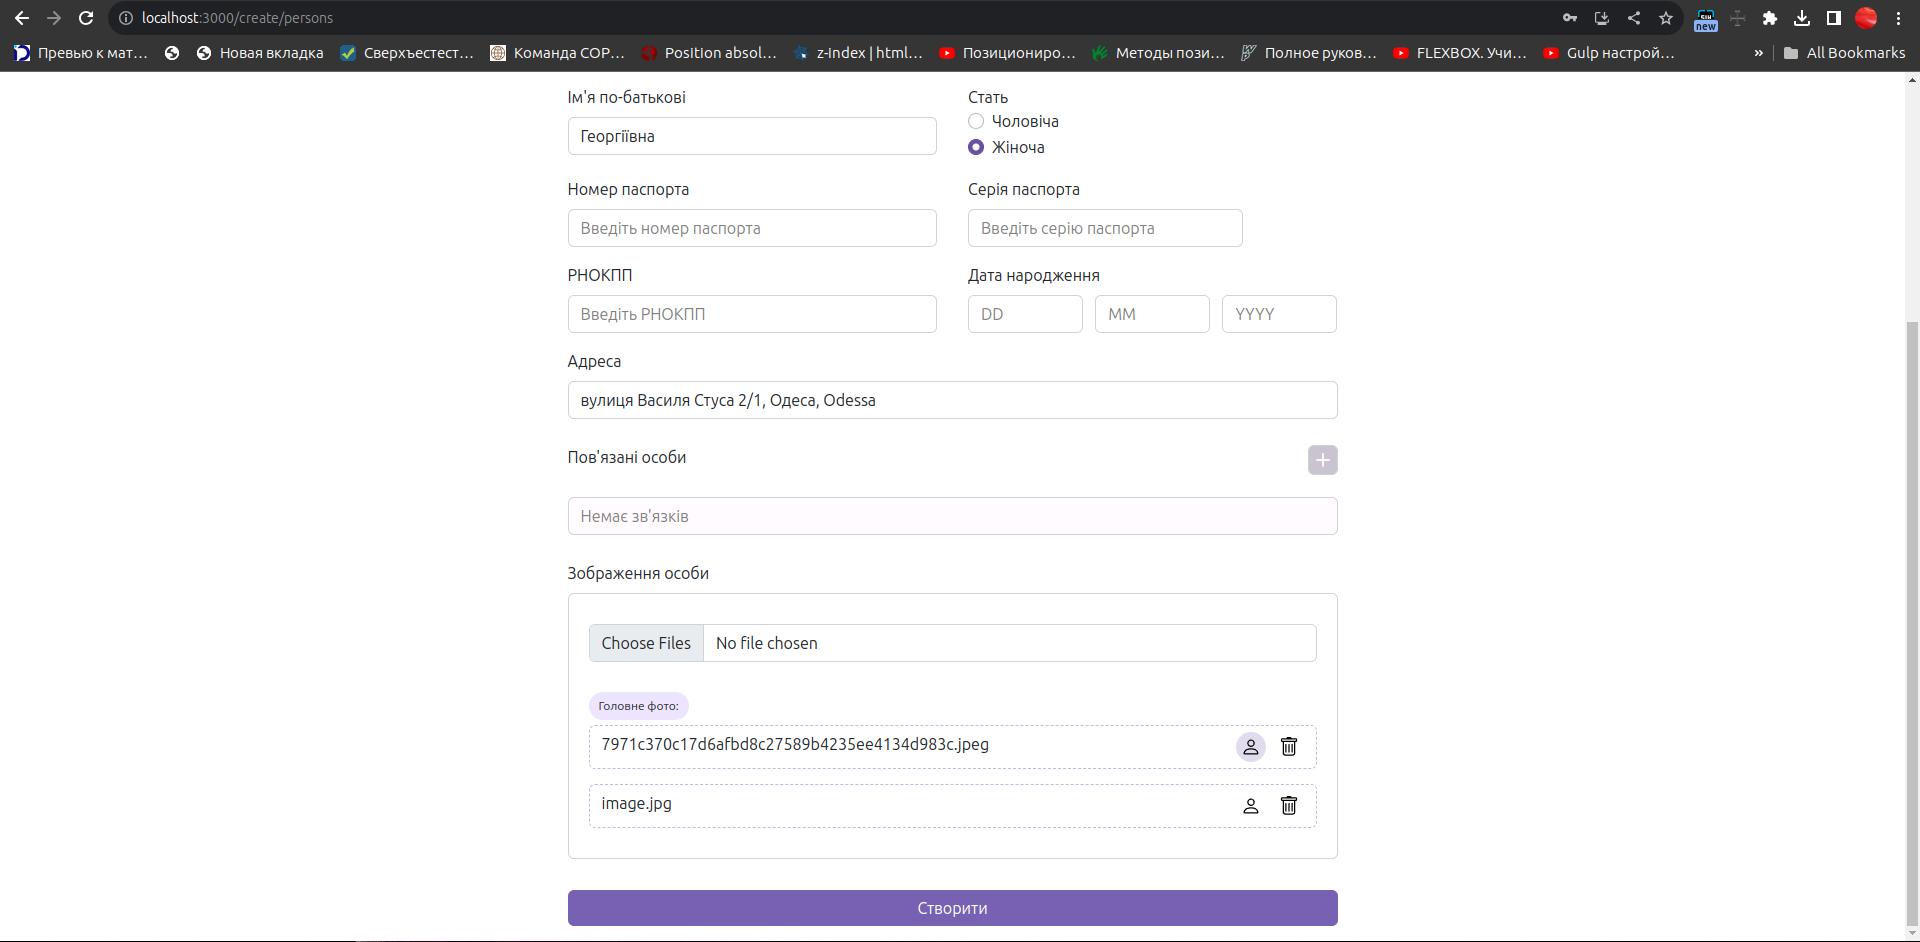 localhost:3000/create/persons
new
Превью к мат...
Новая вкладка
Сверхъестест...
Команда СОР...
Position absol...
z-Index | html...
Позициониро...
Методы пози...
Полное руков...
FLEXBOX. Учи...
Gulp настрой...
»
All Bookmarks
Ім'я по-батькові
Стать
Георгіївна
Чоловіча
Жіноча
Номер паспорта
Серія паспорта
Введіть номер паспорта
Введіть серію паспорта
РНОКПП
Дата народження
Введіть РНОКПП
DD
MM
YYYY
Адреса
вулиця Василя Стуса 2/1, Одеса, Odessa
Пов'язані особи
Немає зв'язків
Зображення особи
Choose Files
No file chosen
Головне фото:
7971c370c17d6afbd8c27589b4235ee4134d983c.jpeg
image.jpg
Створити